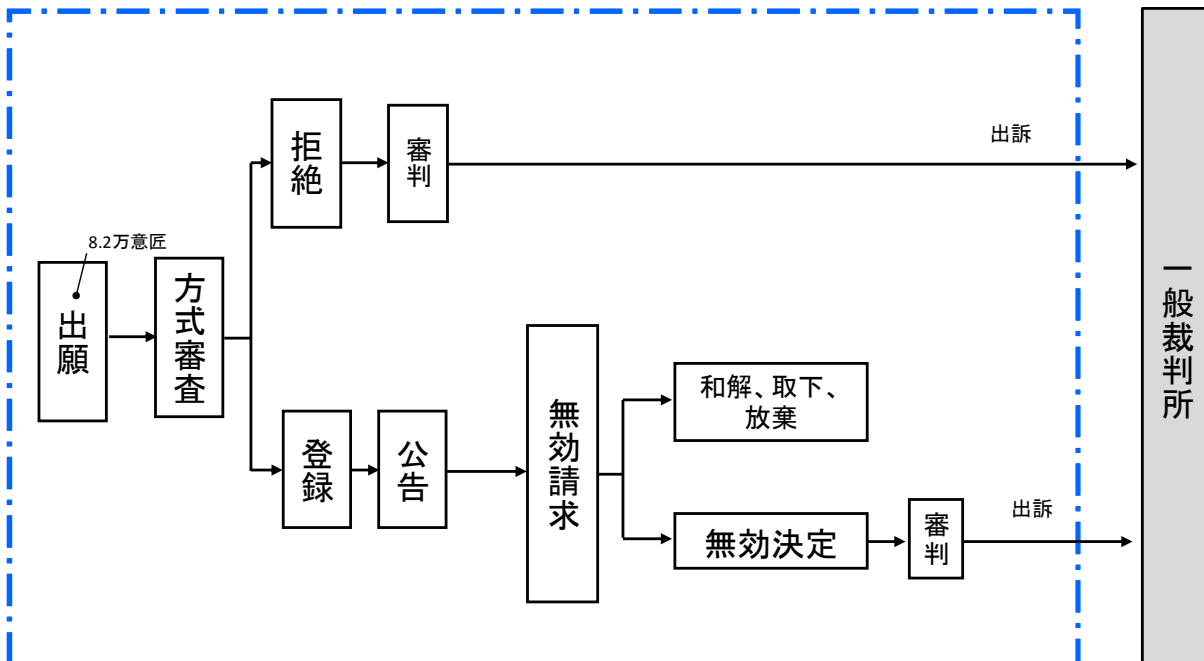 拒絶
審判
出訴
8.2万意匠
出願
方式審査
登録
公告
無効請求
和解、取下、
放棄
無効決定
審判
出訴
一般裁判所